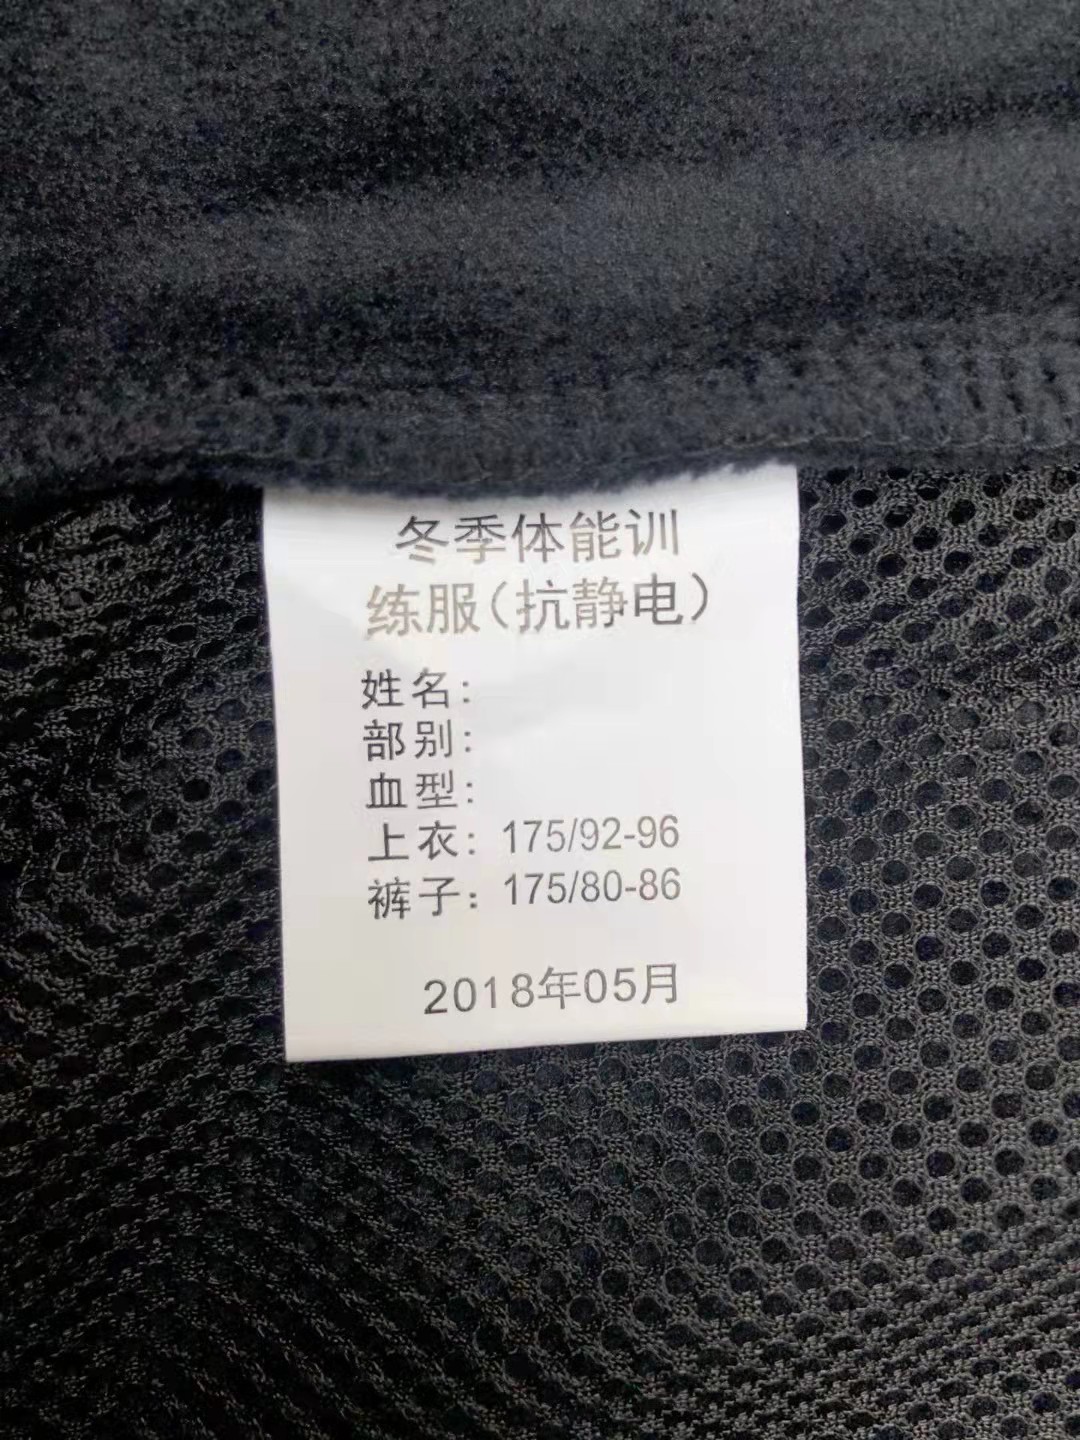 冬季体能训
练服(抗静电)
姓名:
部别:
血型:
上衣: 175/92-96
裤子: 175/80-86
2018年05月